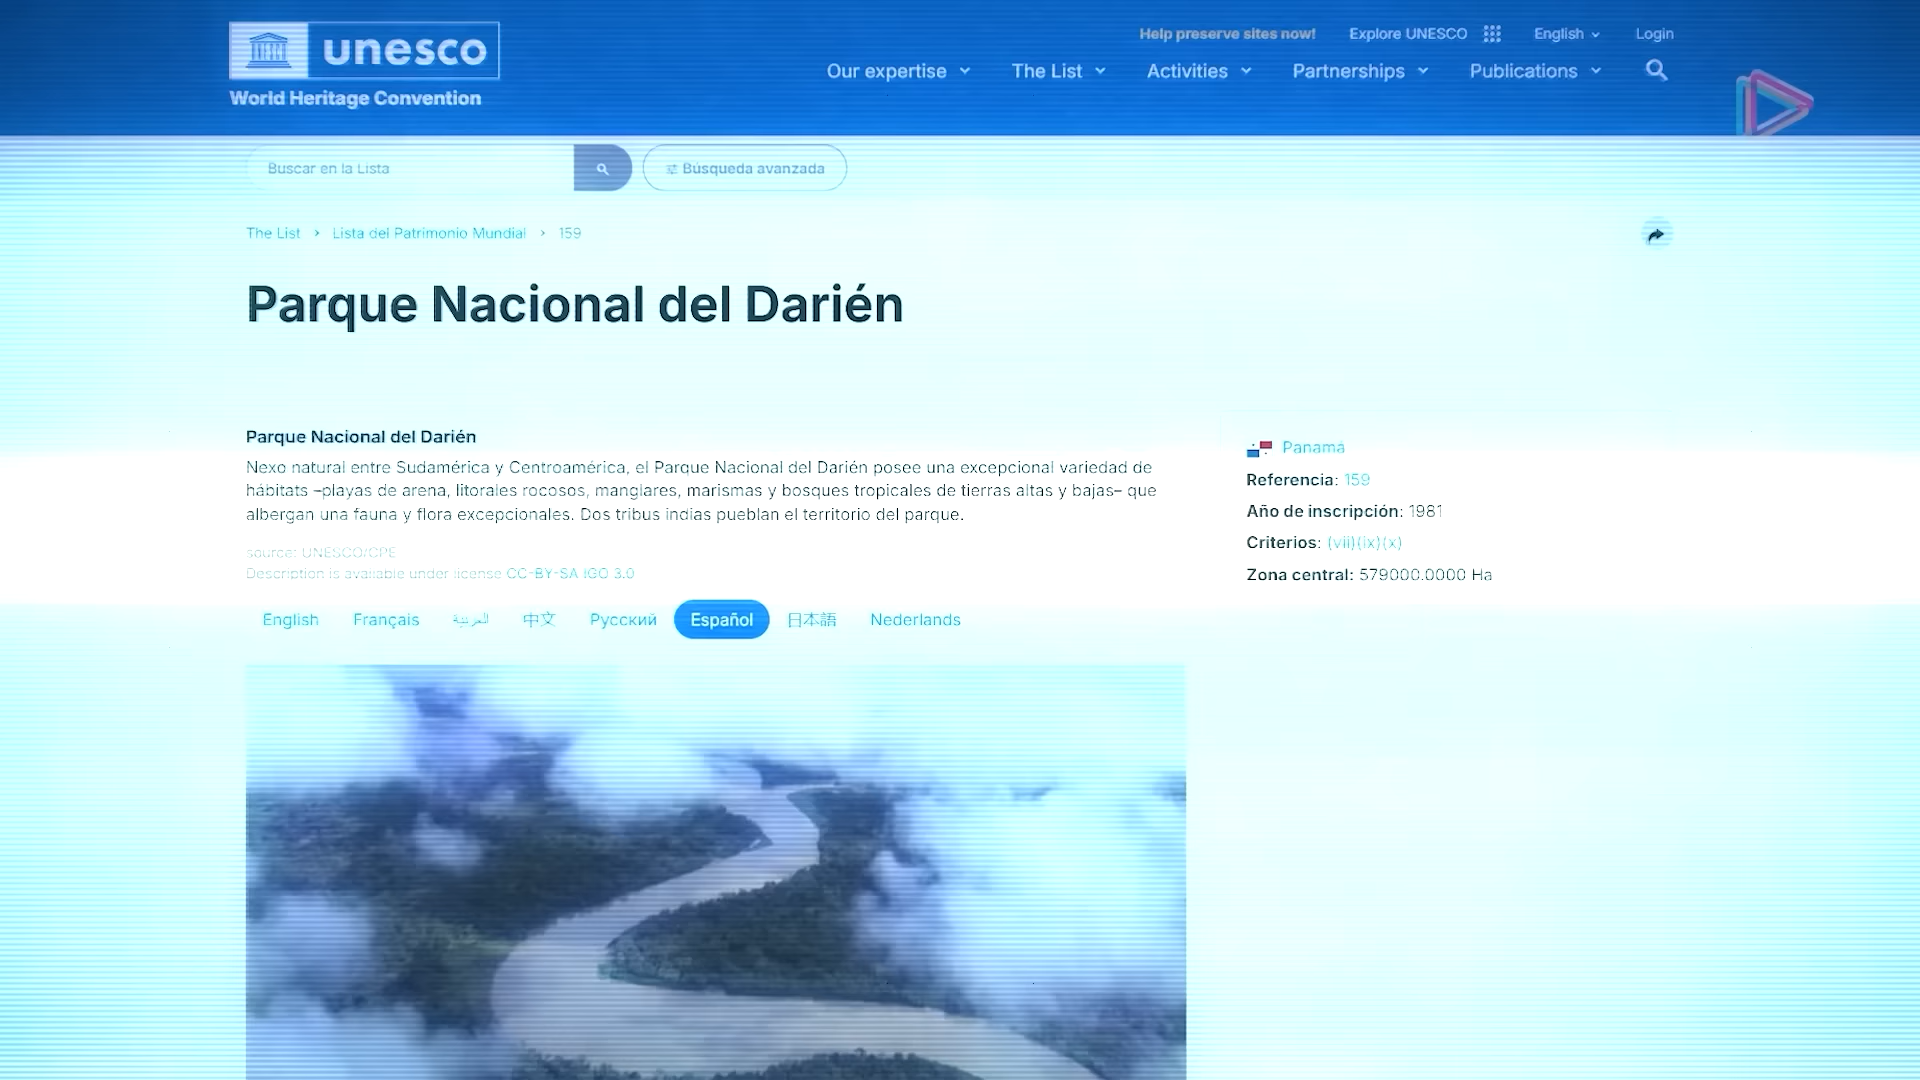 unesco
World Heritage Convention
Help preserve sites now!
Explore UNESCO
English
Login
Our expertise
The List
Activities
Partnerships
Publications
Buscar en la Lista
Búsqueda avanzada
The List > Lista del Patrimonio Mundial > 159
Parque Nacional del Darién
Parque Nacional del Darién
Nexo natural entre Sudamérica y Centroamérica, el Parque Nacional del Darién posee una excepcional variedad de
hábitats –playas de arena, litorales rocosos, manglares, marismas y bosques tropicales de tierras altas y bajas– que
albergan una fauna y flora excepcionales. Dos tribus indias pueblan el territorio del parque.
source: UNESCO/CPE
Description is available under license CC-BY-SA IGO 3.0
Panamá
Referencia: 159
Año de inscripción: 1981
Criterios: (vii)(ix)(x)
Zona central: 579000.0000 Ha
English
Français
العربية
中文
Русский
Español
日本語
Nederlands